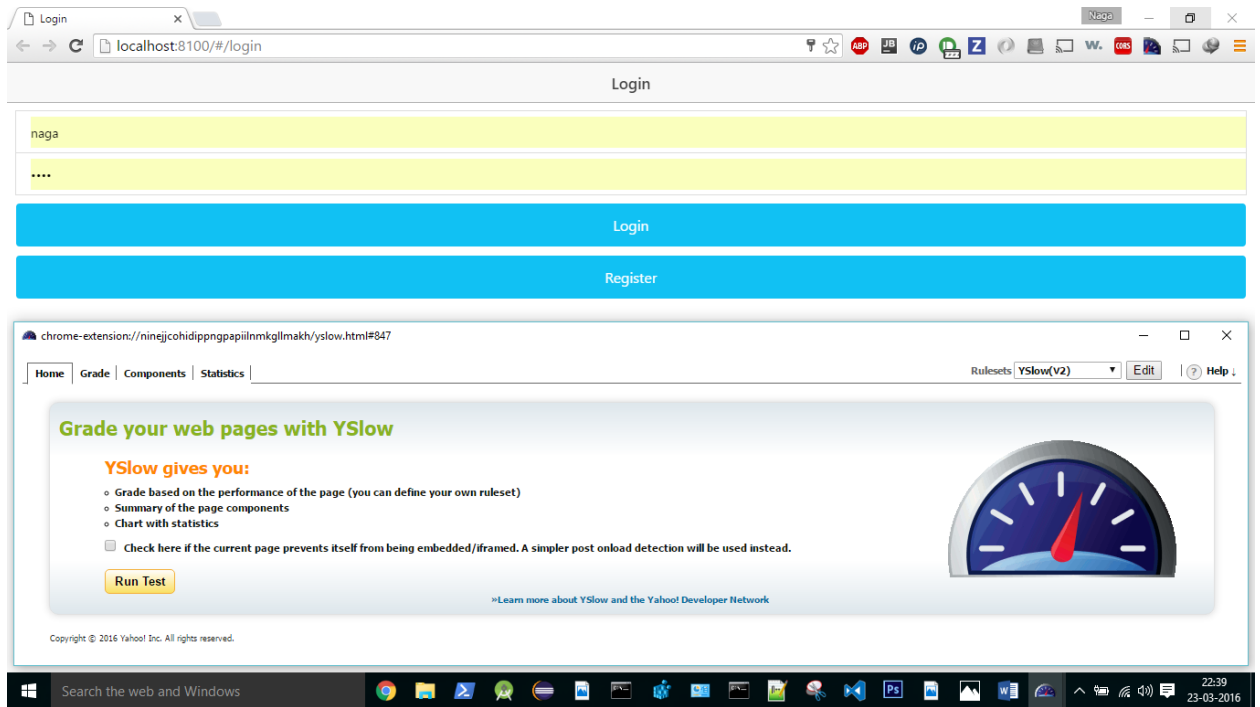 Login
Naga
localhost:8100/#/login
ABP JB ip Z w. CORS
Login
naga
••••
Login
Register
chrome-extension://ninejjcohidippngpapiilnmkgllmakh/yslow.html#847
Home Grade Components Statistics Rulesets YSlow(V2) Edit ? Help ↓
Grade your web pages with YSlow
YSlow gives you:
Grade based on the performance of the page (you can define your own ruleset)
Summary of the page components
Chart with statistics
Check here if the current page prevents itself from being embedded/iframed. A simpler post onload detection will be used instead.
Run Test
»Learn more about YSlow and the Yahoo! Developer Network
Copyright © 2016 Yahoo! Inc. All rights reserved.
Search the web and Windows
Ps
22:39
23-03-2016